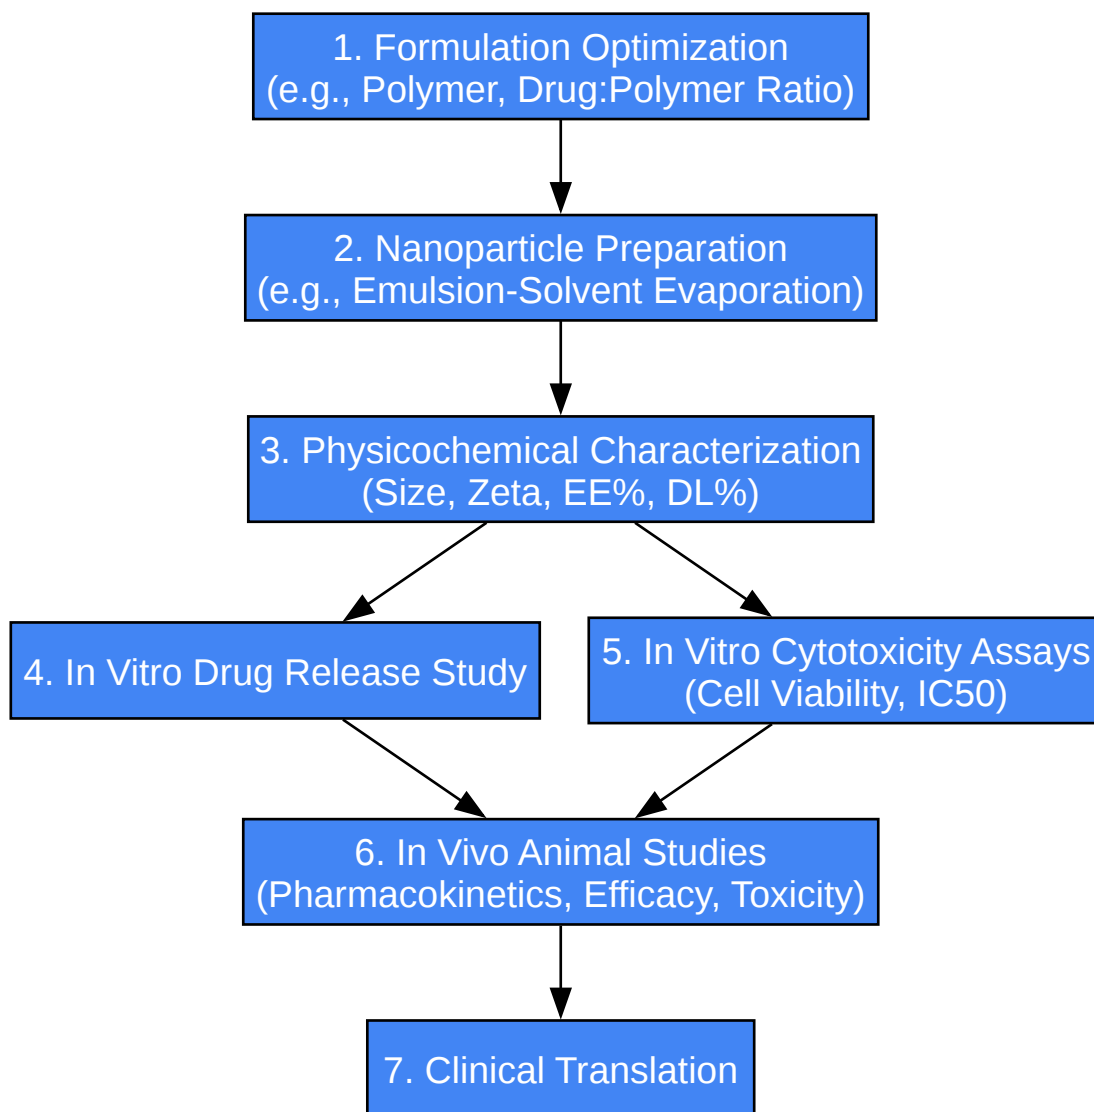 1. Formulation Optimization
(e.g., Polymer, Drug:Polymer Ratio)
2. Nanoparticle Preparation
(e.g., Emulsion-Solvent Evaporation)
3. Physicochemical Characterization
(Size, Zeta, EE%, DL%)
4. In Vitro Drug Release Study
5. In Vitro Cytotoxicity Assays
(Cell Viability, IC50)
6. In Vivo Animal Studies
(Pharmacokinetics, Efficacy, Toxicity)
7. Clinical Translation